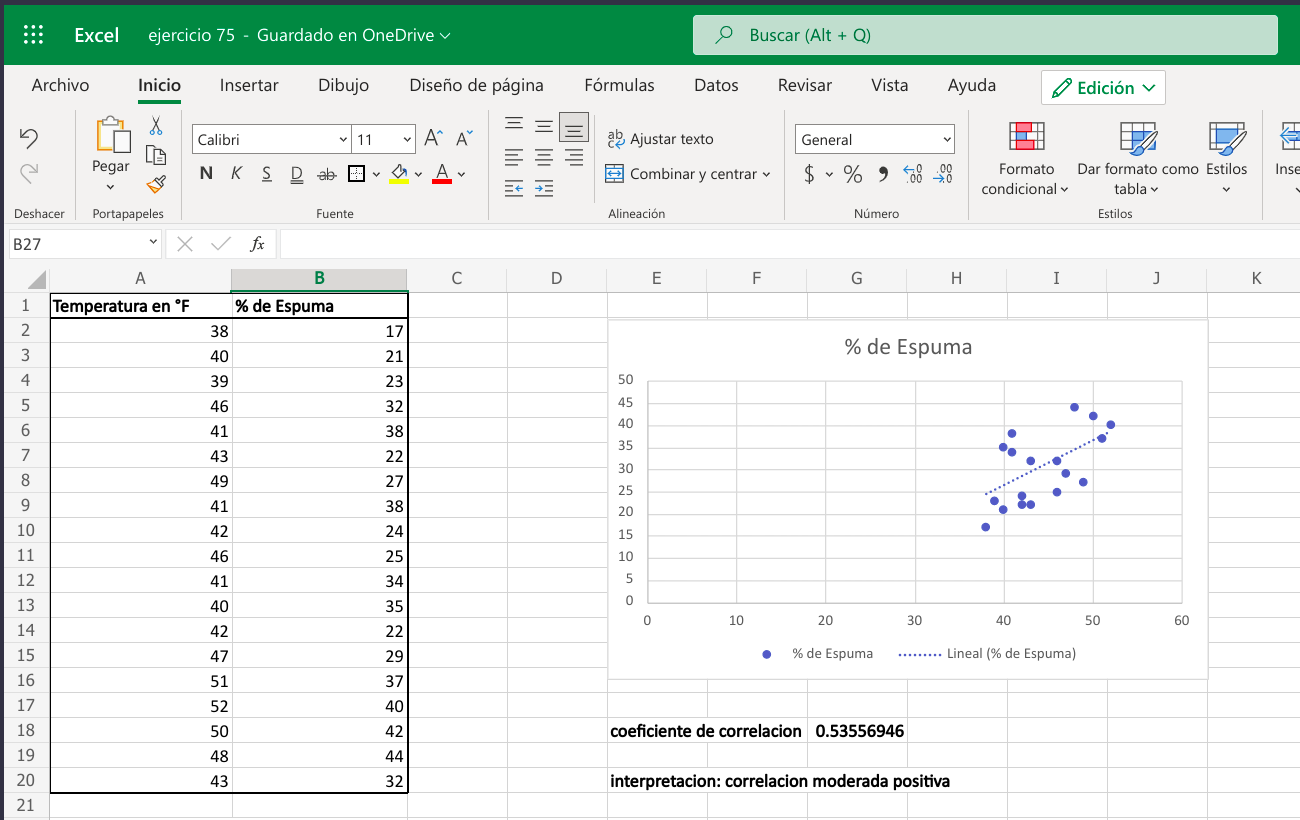 Excel ejercicio 75 - Guardado en OneDrive Buscar (Alt + Q)
Archivo Inicio Insertar Dibujo Diseño de página Fórmulas Datos Revisar Vista Ayuda Edición
Calibri 11 A A ab c Ajustar texto General
Pegar N K S D ab A Combinar y centrar $ % 9 ,00 ,00 Formato condicional Dar formato como tabla Estilos
Deshacer Portapapeles Fuente Alineación Número Estilos
B27 fx
A B C D E F G H I J K
1 Temperatura en °F % de Espuma
2 38 17
3 40 21
4 39 23
5 46 32
6 41 38
7 43 22
8 49 27
9 41 38
10 42 24
11 46 25
12 41 34
13 40 35
14 42 22
15 47 29
16 51 37
17 52 40
18 50 42
19 48 44
20 43 32
21
% de Espuma
50
45
40
35
30
25
20
15
10
5
0
0 10 20 30 40 50 60
% de Espuma Lineal (% de Espuma)
coeficiente de correlacion 0.53556946
interpretacion: correlacion moderada positiva